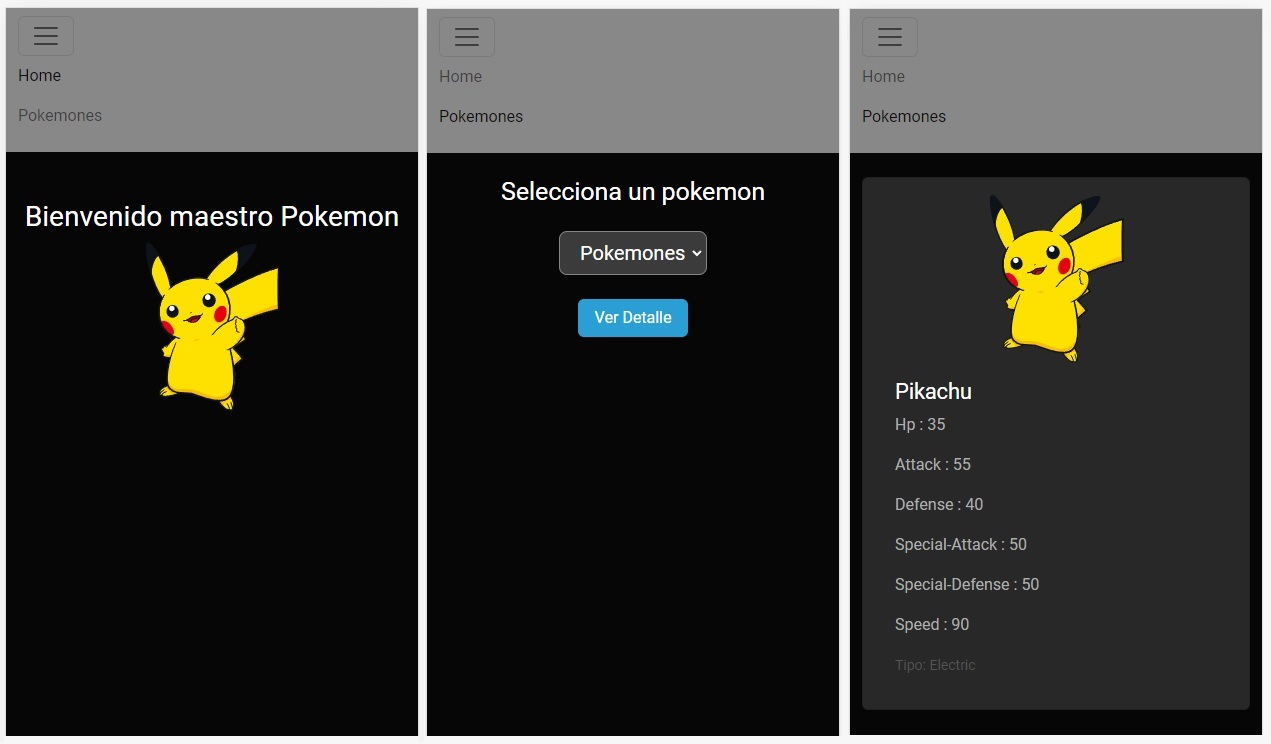 Home
Pokemones
Bienvenido maestro Pokemon
Home
Pokemones
Selecciona un pokemon
Pokemones
Ver Detalle
Home
Pokemones
Pikachu
Hp : 35
Attack : 55
Defense : 40
Special-Attack : 50
Special-Defense : 50
Speed : 90
Tipo: Electric